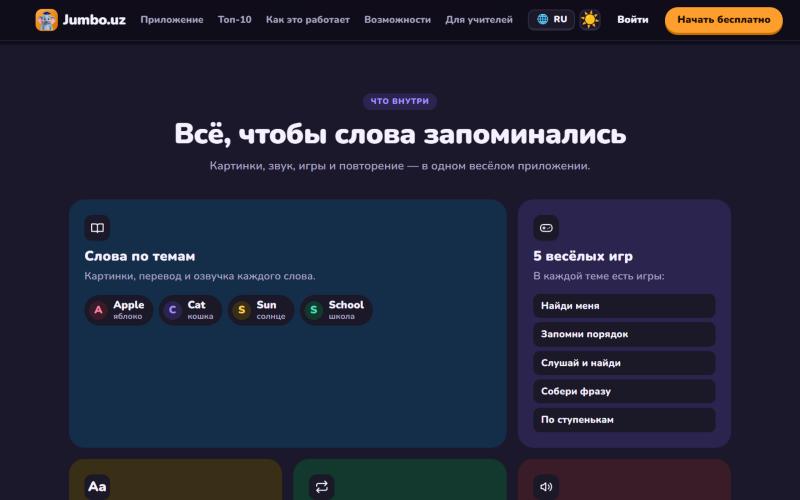 Jumbo.uz Приложение Топ-10 Как это работает Возможности Для учителей RU Войти Начать бесплатно
ЧТО ВНУТРИ
Всё, чтобы слова запоминались
Картинки, звук, игры и повторение — в одном весёлом приложении.
Слова по темам
Картинки, перевод и озвучка каждого слова.
A Apple
яблоко
C Cat
кошка
S Sun
солнце
S School
школа
5 весёлых игр
В каждой теме есть игры:
Найди меня
Запомни порядок
Слушай и найди
Собери фразу
По ступенькам
Aa